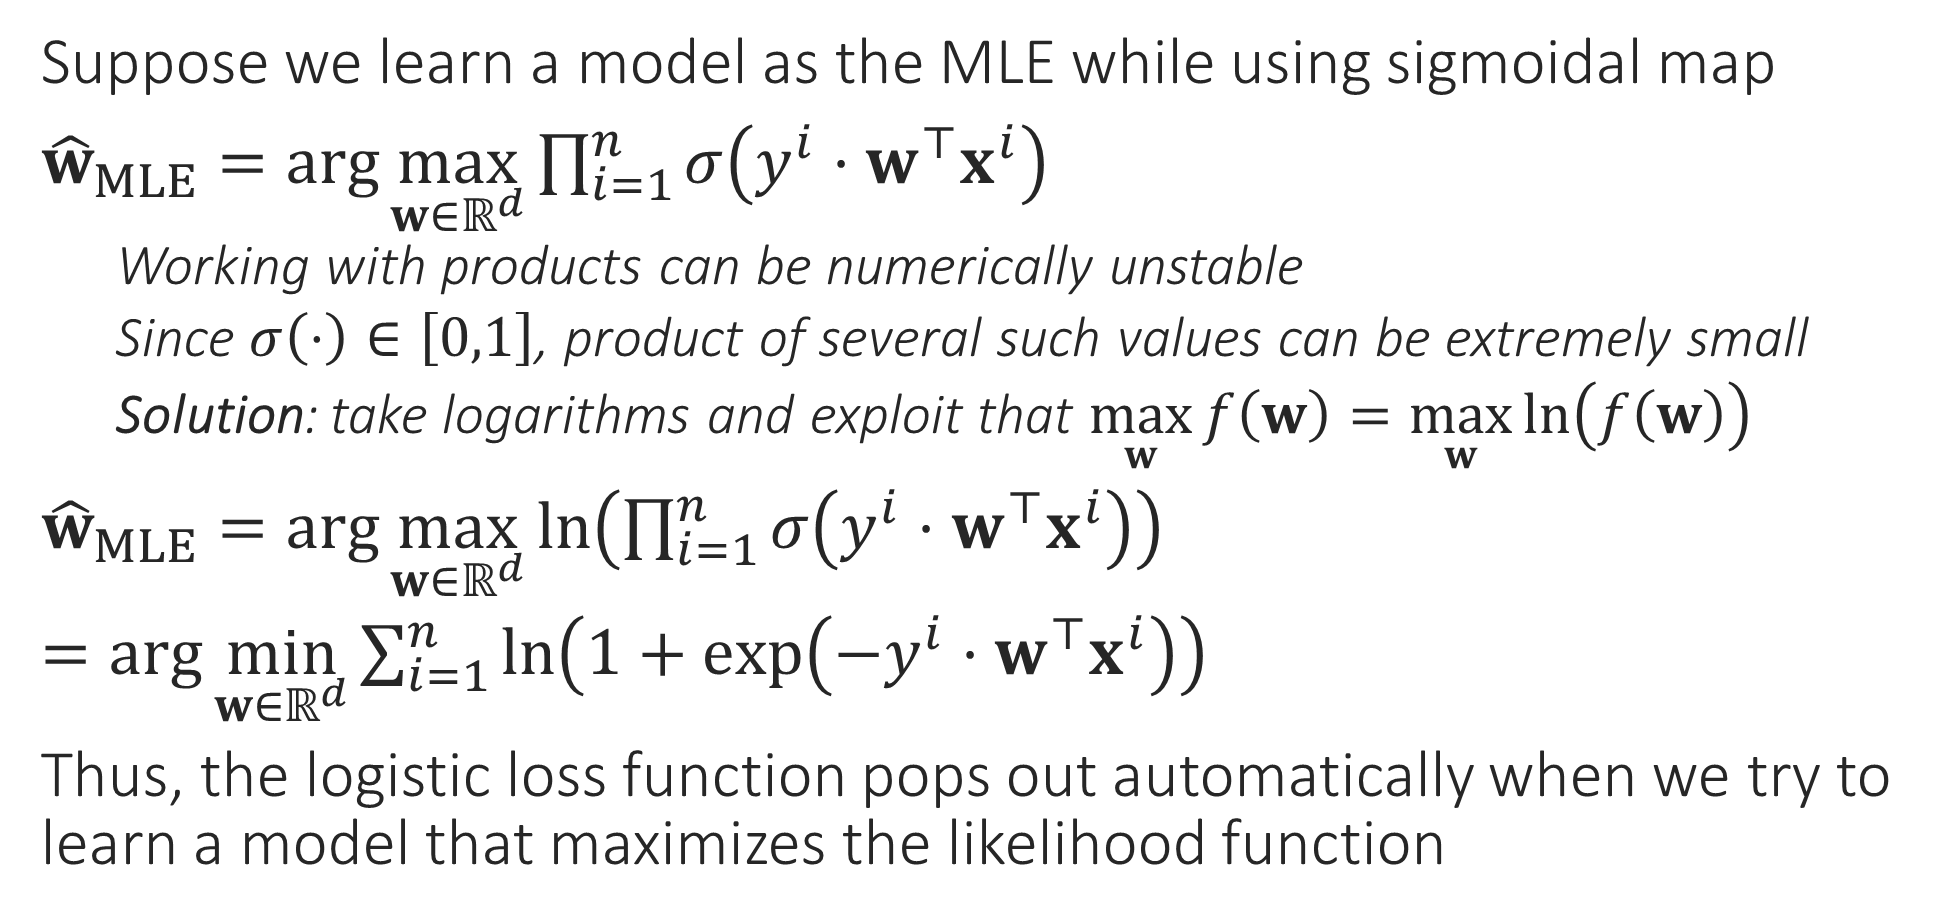 Suppose we learn a model as the MLE while using sigmoidal map
ŵ_MLE = arg max_{w∈ℝ^d} ∏_{i=1}^n σ(y^i · w^⊤x^i)
Working with products can be numerically unstable
Since σ(·) ∈ [0,1], product of several such values can be extremely small
Solution: take logarithms and exploit that max_w f(w) = max_w ln(f(w))
ŵ_MLE = arg max_{w∈ℝ^d} ln(∏_{i=1}^n σ(y^i · w^⊤x^i))
= arg min_{w∈ℝ^d} ∑_{i=1}^n ln(1 + exp(−y^i · w^⊤x^i))
Thus, the logistic loss function pops out automatically when we try to
learn a model that maximizes the likelihood function